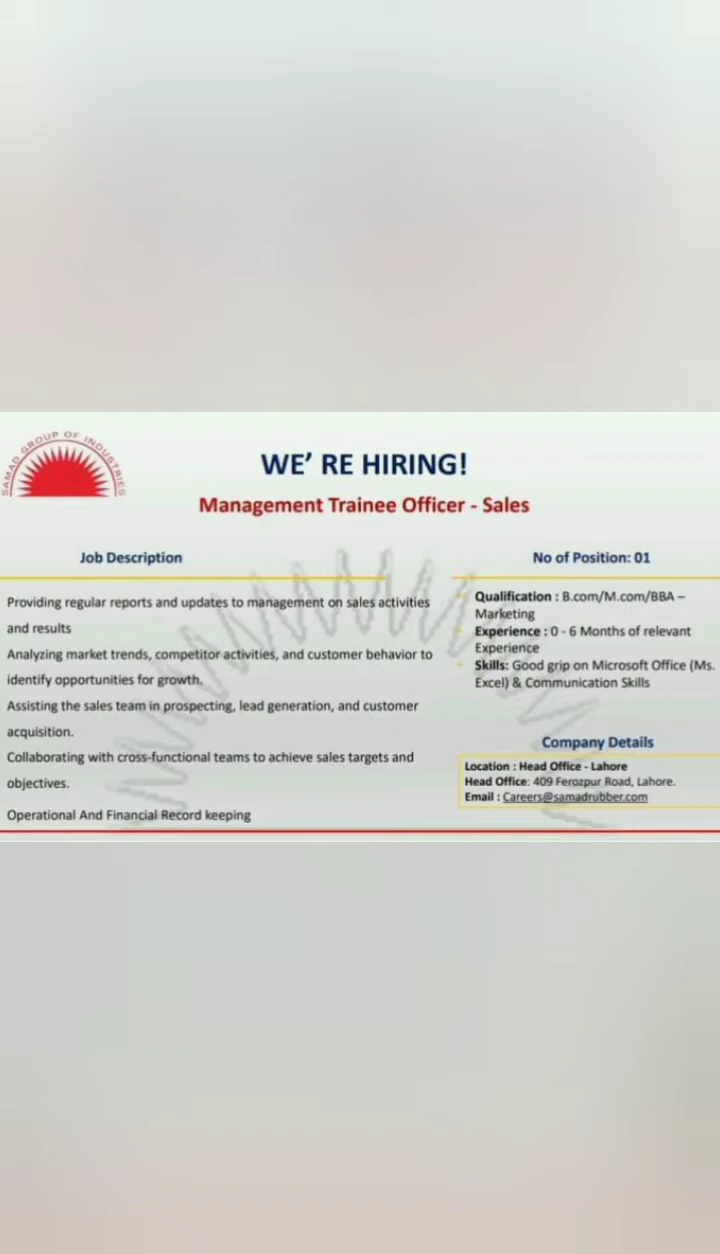 SAMAD GROUP OF INDUSTRIES
WE' RE HIRING!
Management Trainee Officer - Sales
Job Description
Providing regular reports and updates to management on sales activities
and results
Analyzing market trends, competitor activities, and customer behavior to
identify opportunities for growth.
Assisting the sales team in prospecting, lead generation, and customer
acquisition.
Collaborating with cross-functional teams to achieve sales targets and
objectives.
Operational And Financial Record keeping
No of Position: 01
Qualification : B.com/M.com/BBA –
Marketing
Experience : 0 - 6 Months of relevant
Experience
Skills: Good grip on Microsoft Office (Ms.
Excel) & Communication Skills
Company Details
Location : Head Office - Lahore
Head Office: 409 Ferozpur Road, Lahore.
Email : Careers@samadrubber.com